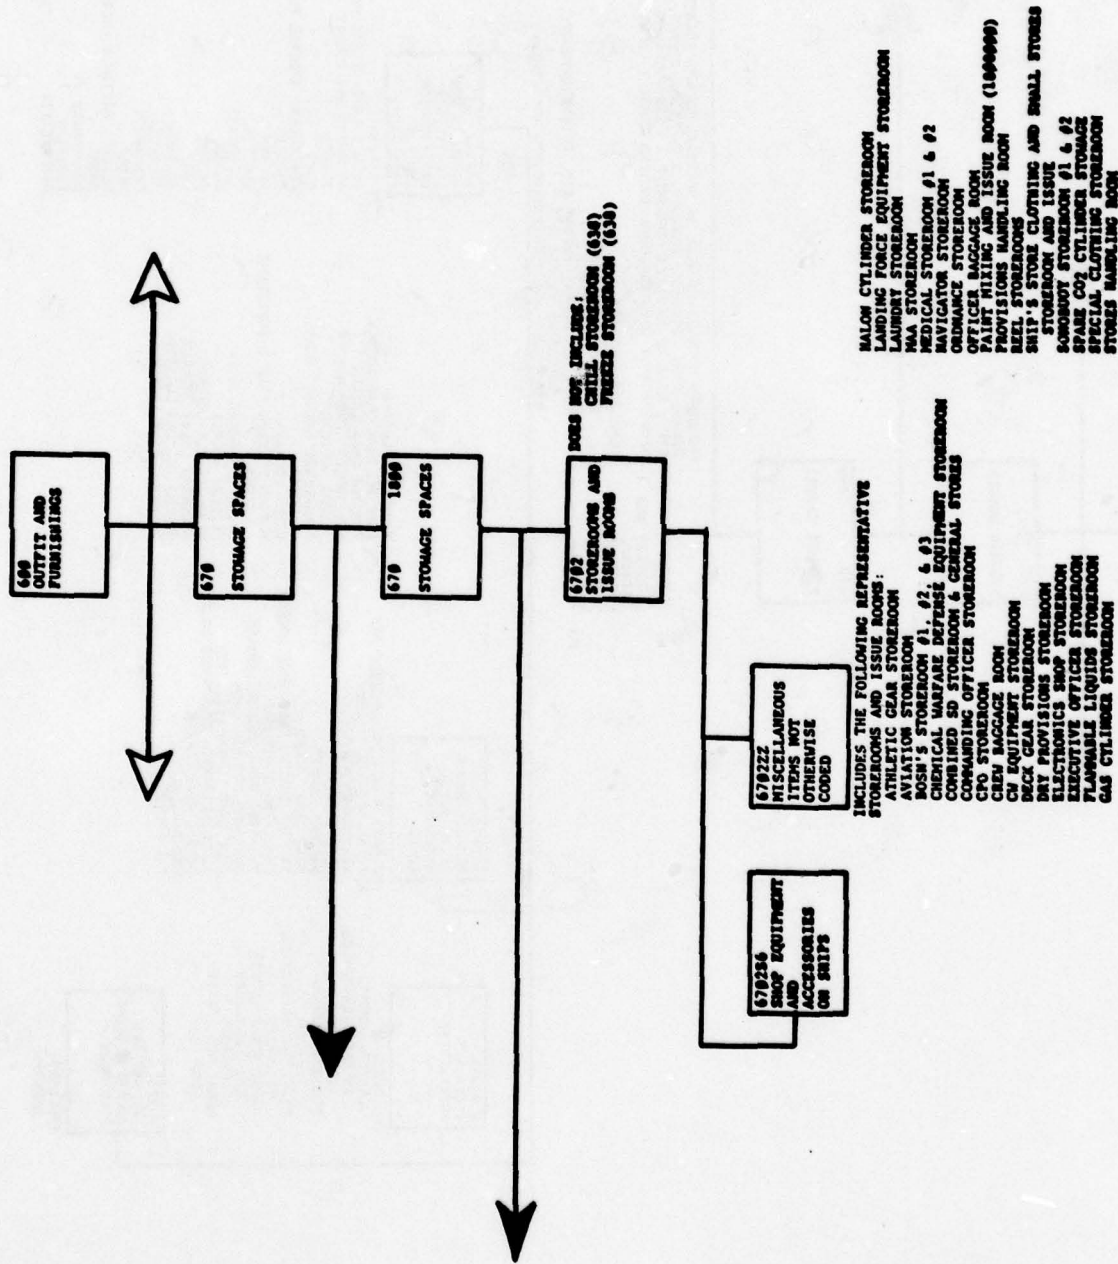 600
OUTFIT AND
FURNISHINGS
670
STOWAGE SPACES
670 1800
STOWAGE SPACES
6702
STOREROOMS AND
ISSUE ROOMS
DOES NOT INCLUDE:
CHILL STOREROOM (638)
FREEZE STOREROOM (638)
6702S6
SHOP EQUIPMENT
AND
ACCESSORIES
ON SHIPS
6702ZZ
MISCELLANEOUS
ITEMS NOT
OTHERWISE
CODED
INCLUDES THE FOLLOWING REPRESENTATIVE
STOREROOMS AND ISSUE ROOMS:
ATHLETIC GEAR STOREROOM
AVIATION STOREROOM
BOSN'S STOREROOM #1, #2, & #3
CHEMICAL WARFARE DEFENSE EQUIPMENT STOREROOM
COMBINED SD STOREROOM & GENERAL STORES
COMMANDING OFFICER STOREROOM
CPO STOREROOM
CREW BAGGAGE ROOM
CW EQUIPMENT STOREROOM
DECK GEAR STOREROOM
DRY PROVISIONS STOREROOM
ELECTRONICS SHOP STOREROOM
EXECUTIVE OFFICER STOREROOM
FLAMMABLE LIQUIDS STOREROOM
GAS CYLINDER STOREROOM
HALON CYLINDER STOREROOM
LANDING FORCE EQUIPMENT STOREROOM
LAUNDRY STOREROOM
MAA STOREROOM
MEDICAL STOREROOM #1 & #2
NAVIGATOR STOREROOM
ORDNANCE STOREROOM
OFFICER BAGGAGE ROOM
PAINT MIXING AND ISSUE ROOM (1000000)
PROVISIONS HANDLING ROOM
REEL STOREROOMS
SHIP'S STORE CLOTHING AND SMALL STORES
STOREROOM AND ISSUE
SONOBUOY STOREROOM #1 & #2
SPARE CO2 CYLINDER STOWAGE
SPECIAL CLOTHING STOREROOM
STORES HANDLING ROOM